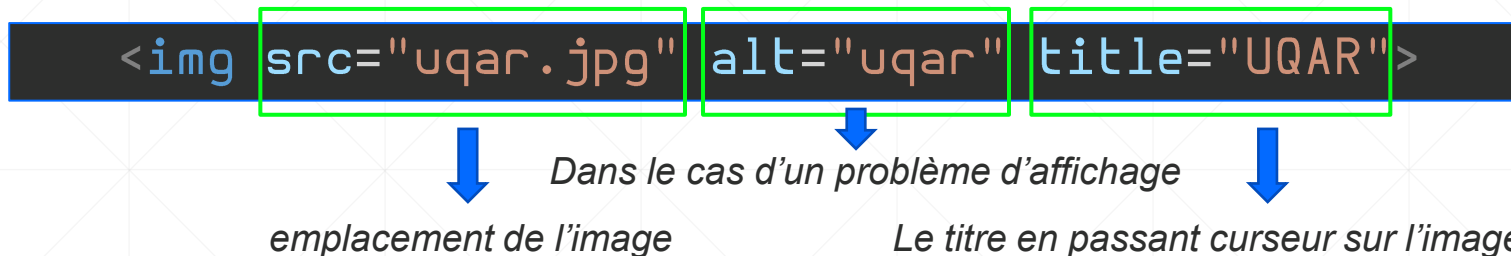 <img src="uqar.jpg" alt="uqar" title="UQAR">
Dans le cas d’un problème d’affichage
emplacement de l’image
Le titre en passant curseur sur l’image